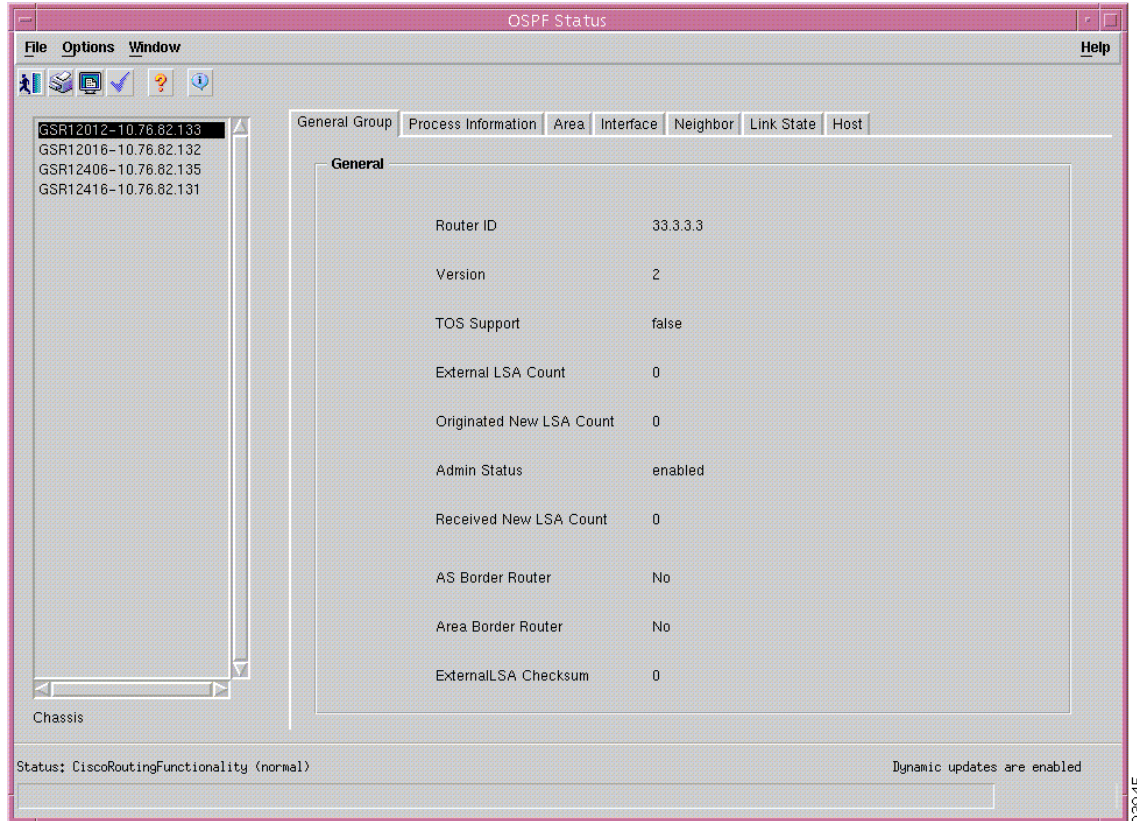 OSPF Status
File Options Window Help
GSR12012-10.76.82.133
GSR12016-10.76.82.132
GSR12406-10.76.82.135
GSR12416-10.76.82.131
Chassis
General Group Process Information Area Interface Neighbor Link State Host
General
Router ID 33.3.3.3
Version 2
TOS Support false
External LSA Count 0
Originated New LSA Count 0
Admin Status enabled
Received New LSA Count 0
AS Border Router No
Area Border Router No
ExternalLSA Checksum 0
Status: CiscoRoutingFunctionality (normal) Dynamic updates are enabled